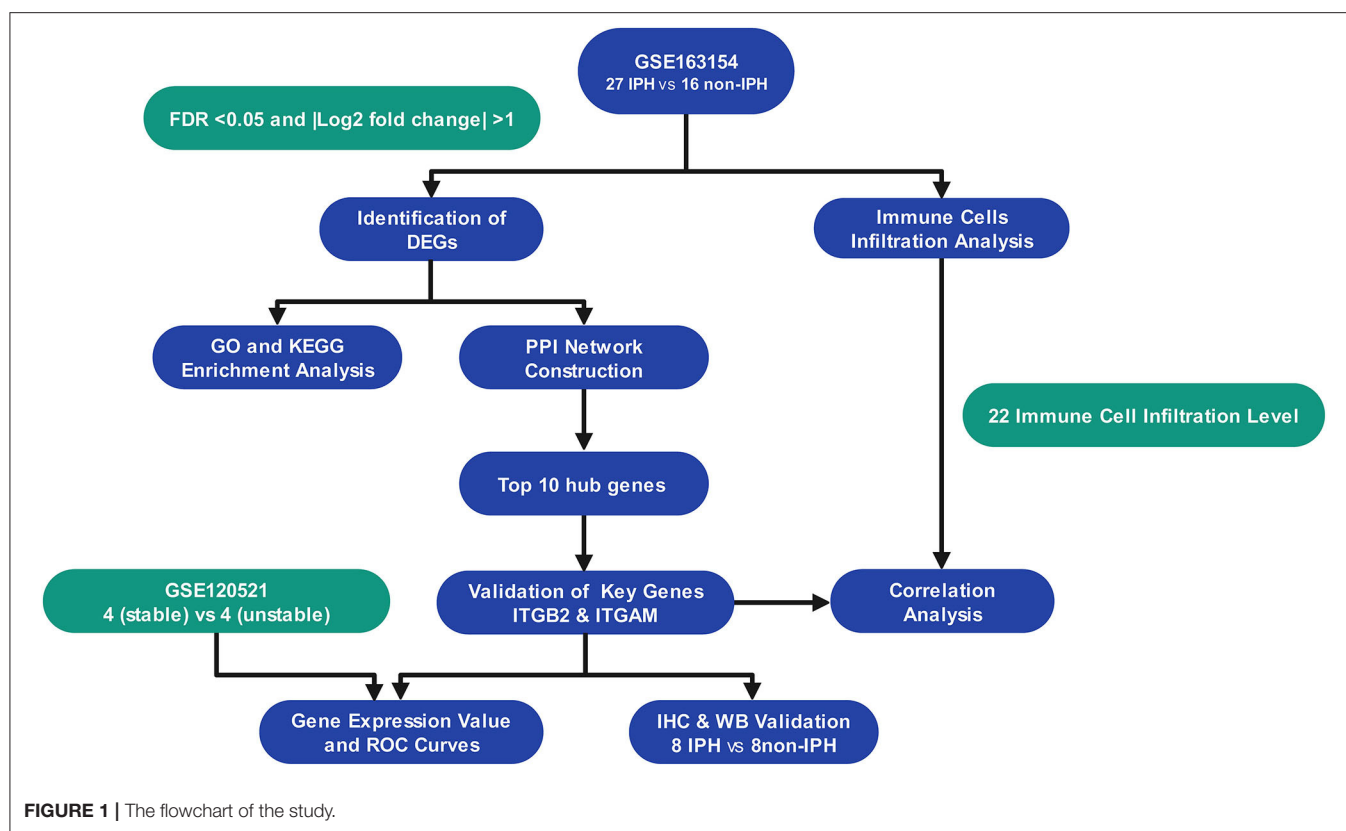 GSE163154
27 IPH vs 16 non-IPH
FDR <0.05 and |Log2 fold change| >1
Identification of
DEGs
Immune Cells
Infiltration Analysis
GO and KEGG
Enrichment Analysis
PPI Network
Construction
22 Immune Cell Infiltration Level
Top 10 hub genes
GSE120521
4 (stable) vs 4 (unstable)
Validation of Key Genes
ITGB2 & ITGAM
Correlation
Analysis
Gene Expression Value
and ROC Curves
IHC & WB Validation
8 IPH vs 8non-IPH
FIGURE 1 | The flowchart of the study.